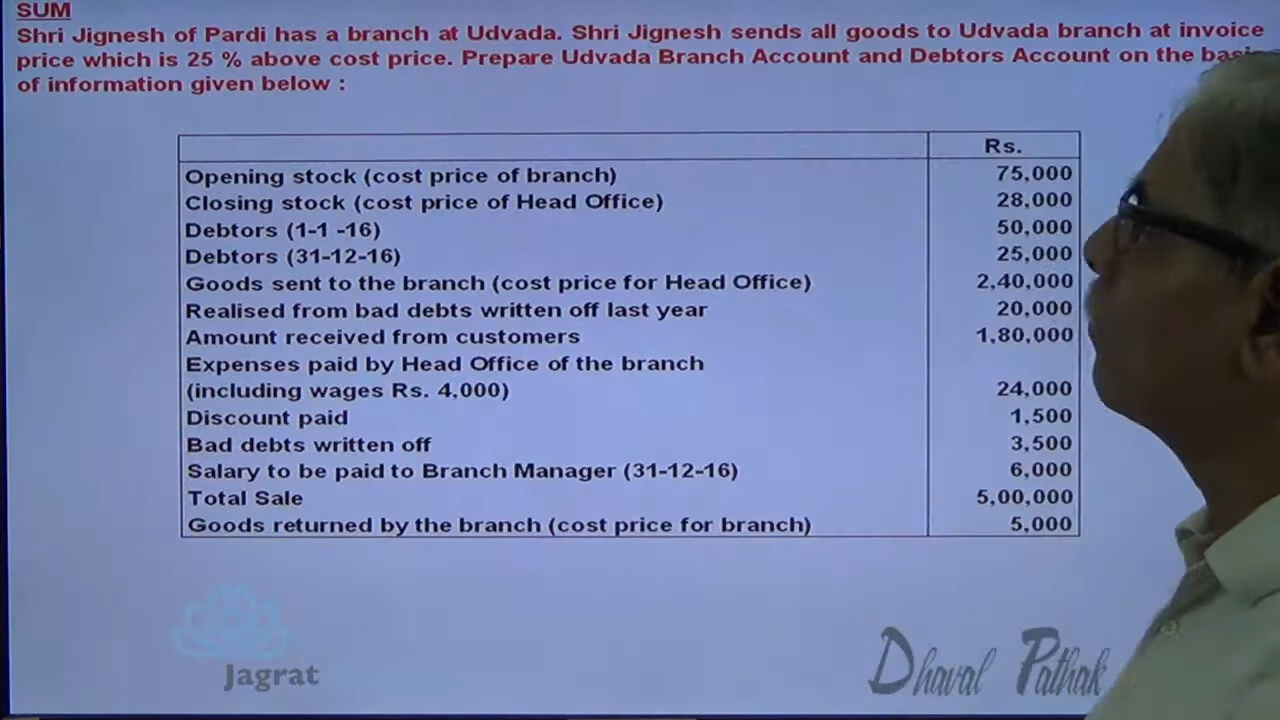 SUM
Shri Jignesh of Pardi has a branch at Udvada. Shri Jignesh sends all goods to Udvada branch at invoice
price which is 25 % above cost price. Prepare Udvada Branch Account and Debtors Account on the
of information given below :
Rs.
Opening stock (cost price of branch) 75,000
Closing stock (cost price of Head Office) 28,000
Debtors (1-1 -16) 50,000
Debtors (31-12-16) 25,000
Goods sent to the branch (cost price for Head Office) 2,40,000
Realised from bad debts written off last year 20,000
Amount received from customers 1,80,000
Expenses paid by Head Office of the branch
(including wages Rs. 4,000) 24,000
Discount paid 1,500
Bad debts written off 3,500
Salary to be paid to Branch Manager (31-12-16) 6,000
Total Sale 5,00,000
Goods returned by the branch (cost price for branch) 5,000
Jagrat
Dhaval Pathak